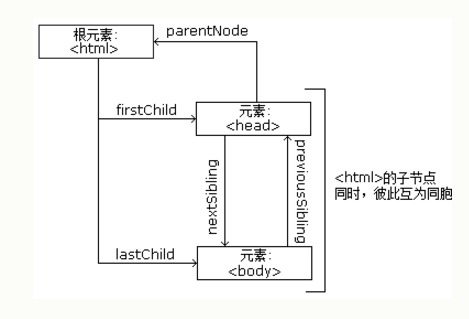 根元素:
<html>
parentNode
firstChild
元素:
<head>
nextSibling
previousSibling
<html>的子节点
同时，彼此互为同胞
lastChild
元素:
<body>